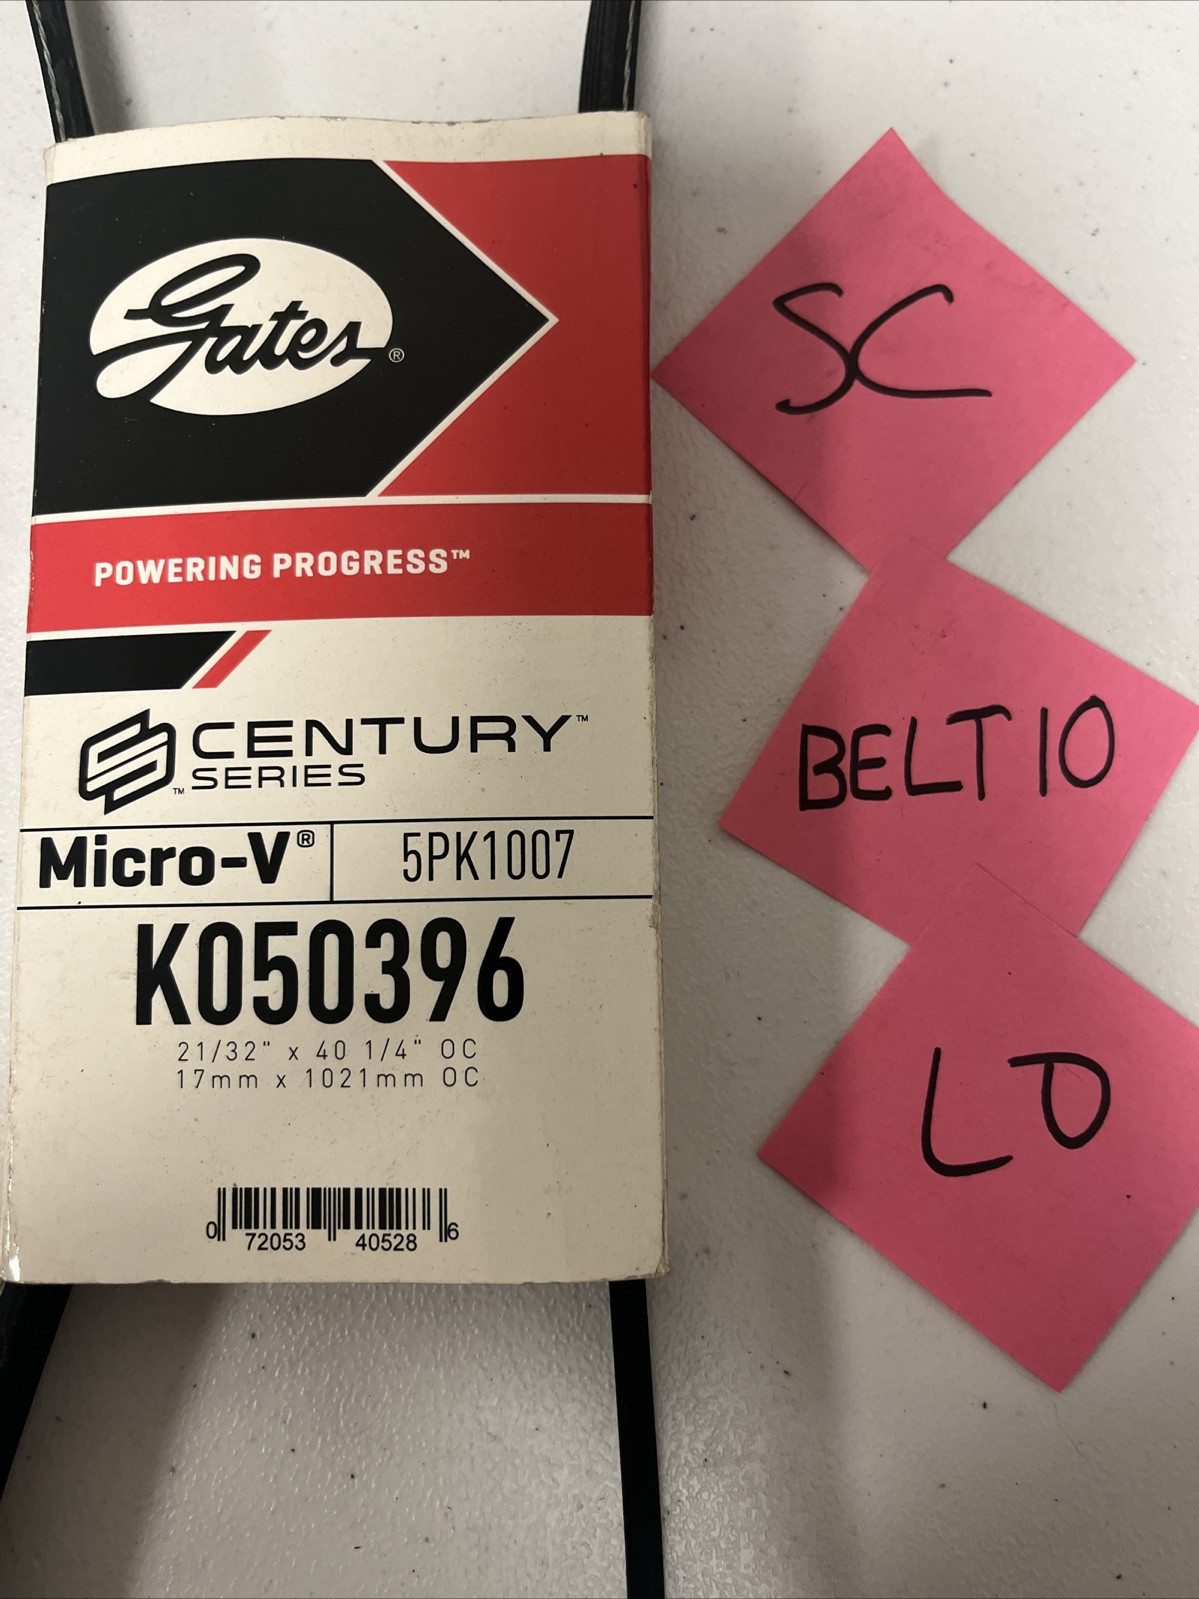 Gates®
POWERING PROGRESS™
CENTURY™
SERIES
Micro-V® 5PK1007
K050396
21/32" x 40 1/4" OC
17mm x 1021mm OC
0 72053 40528 6
SC
BELT 10
LD